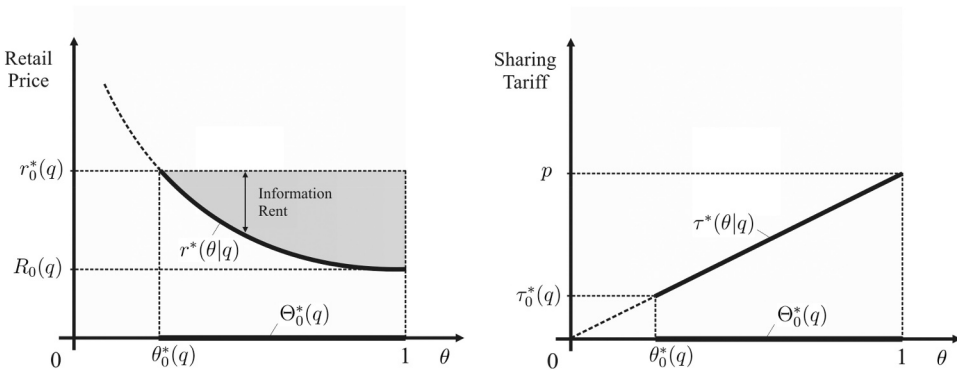 Retail
Price
r*0(q)
Information
Rent
r*(θ|q)
R0(q)
Θ*0(q)
0
θ*0(q)
1
θ
Sharing
Tariff
p
τ*(θ|q)
τ*0(q)
Θ*0(q)
0
θ*0(q)
1
θ